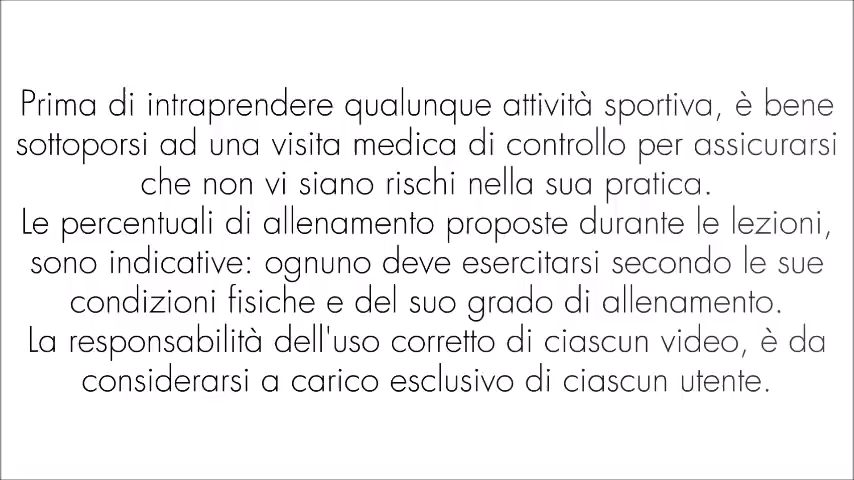 Prima di intraprendere qualunque attività sportiva, è bene
sottoporsi ad una visita medica di controllo per assicurarsi
che non vi siano rischi nella sua pratica.
Le percentuali di allenamento proposte durante le lezioni,
sono indicative: ognuno deve esercitarsi secondo le sue
condizioni fisiche e del suo grado di allenamento.
La responsabilità dell'uso corretto di ciascun video, è da
considerarsi a carico esclusivo di ciascun utente.